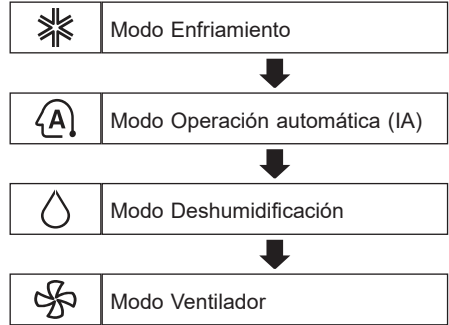 Modo Enfriamiento
A
Modo Operación automática (IA)
Modo Deshumidificación
Modo Ventilador